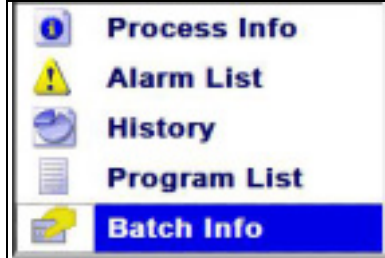 Process Info
Alarm List
History
Program List
Batch Info